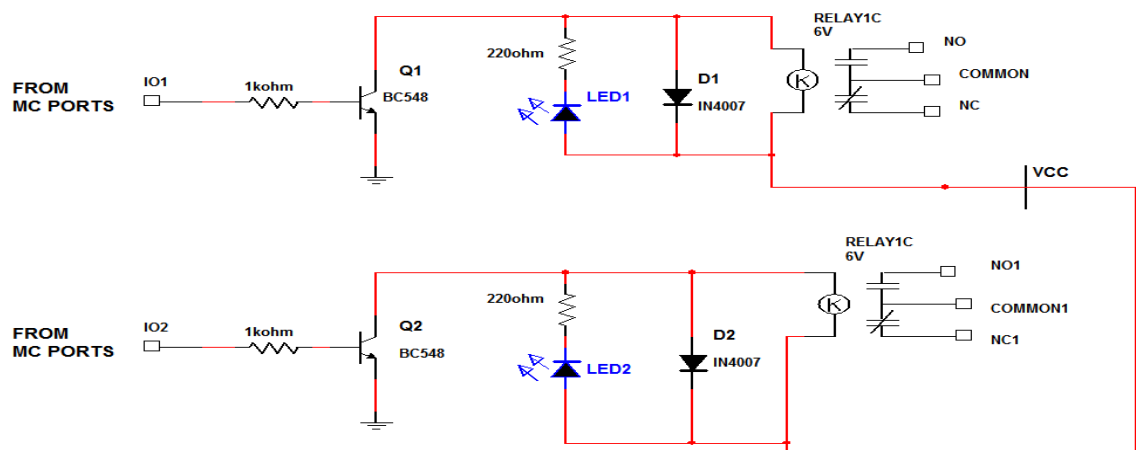 RELAY1C
6V
NO
220ohm
Q1
D1
COMMON
FROM
MC PORTS
IO1
1kohm
BC548
LED1
IN4007
K
NC
VCC
RELAY1C
6V
NO1
220ohm
FROM
MC PORTS
IO2
1kohm
Q2
BC548
D2
K
COMMON1
LED2
IN4007
NC1